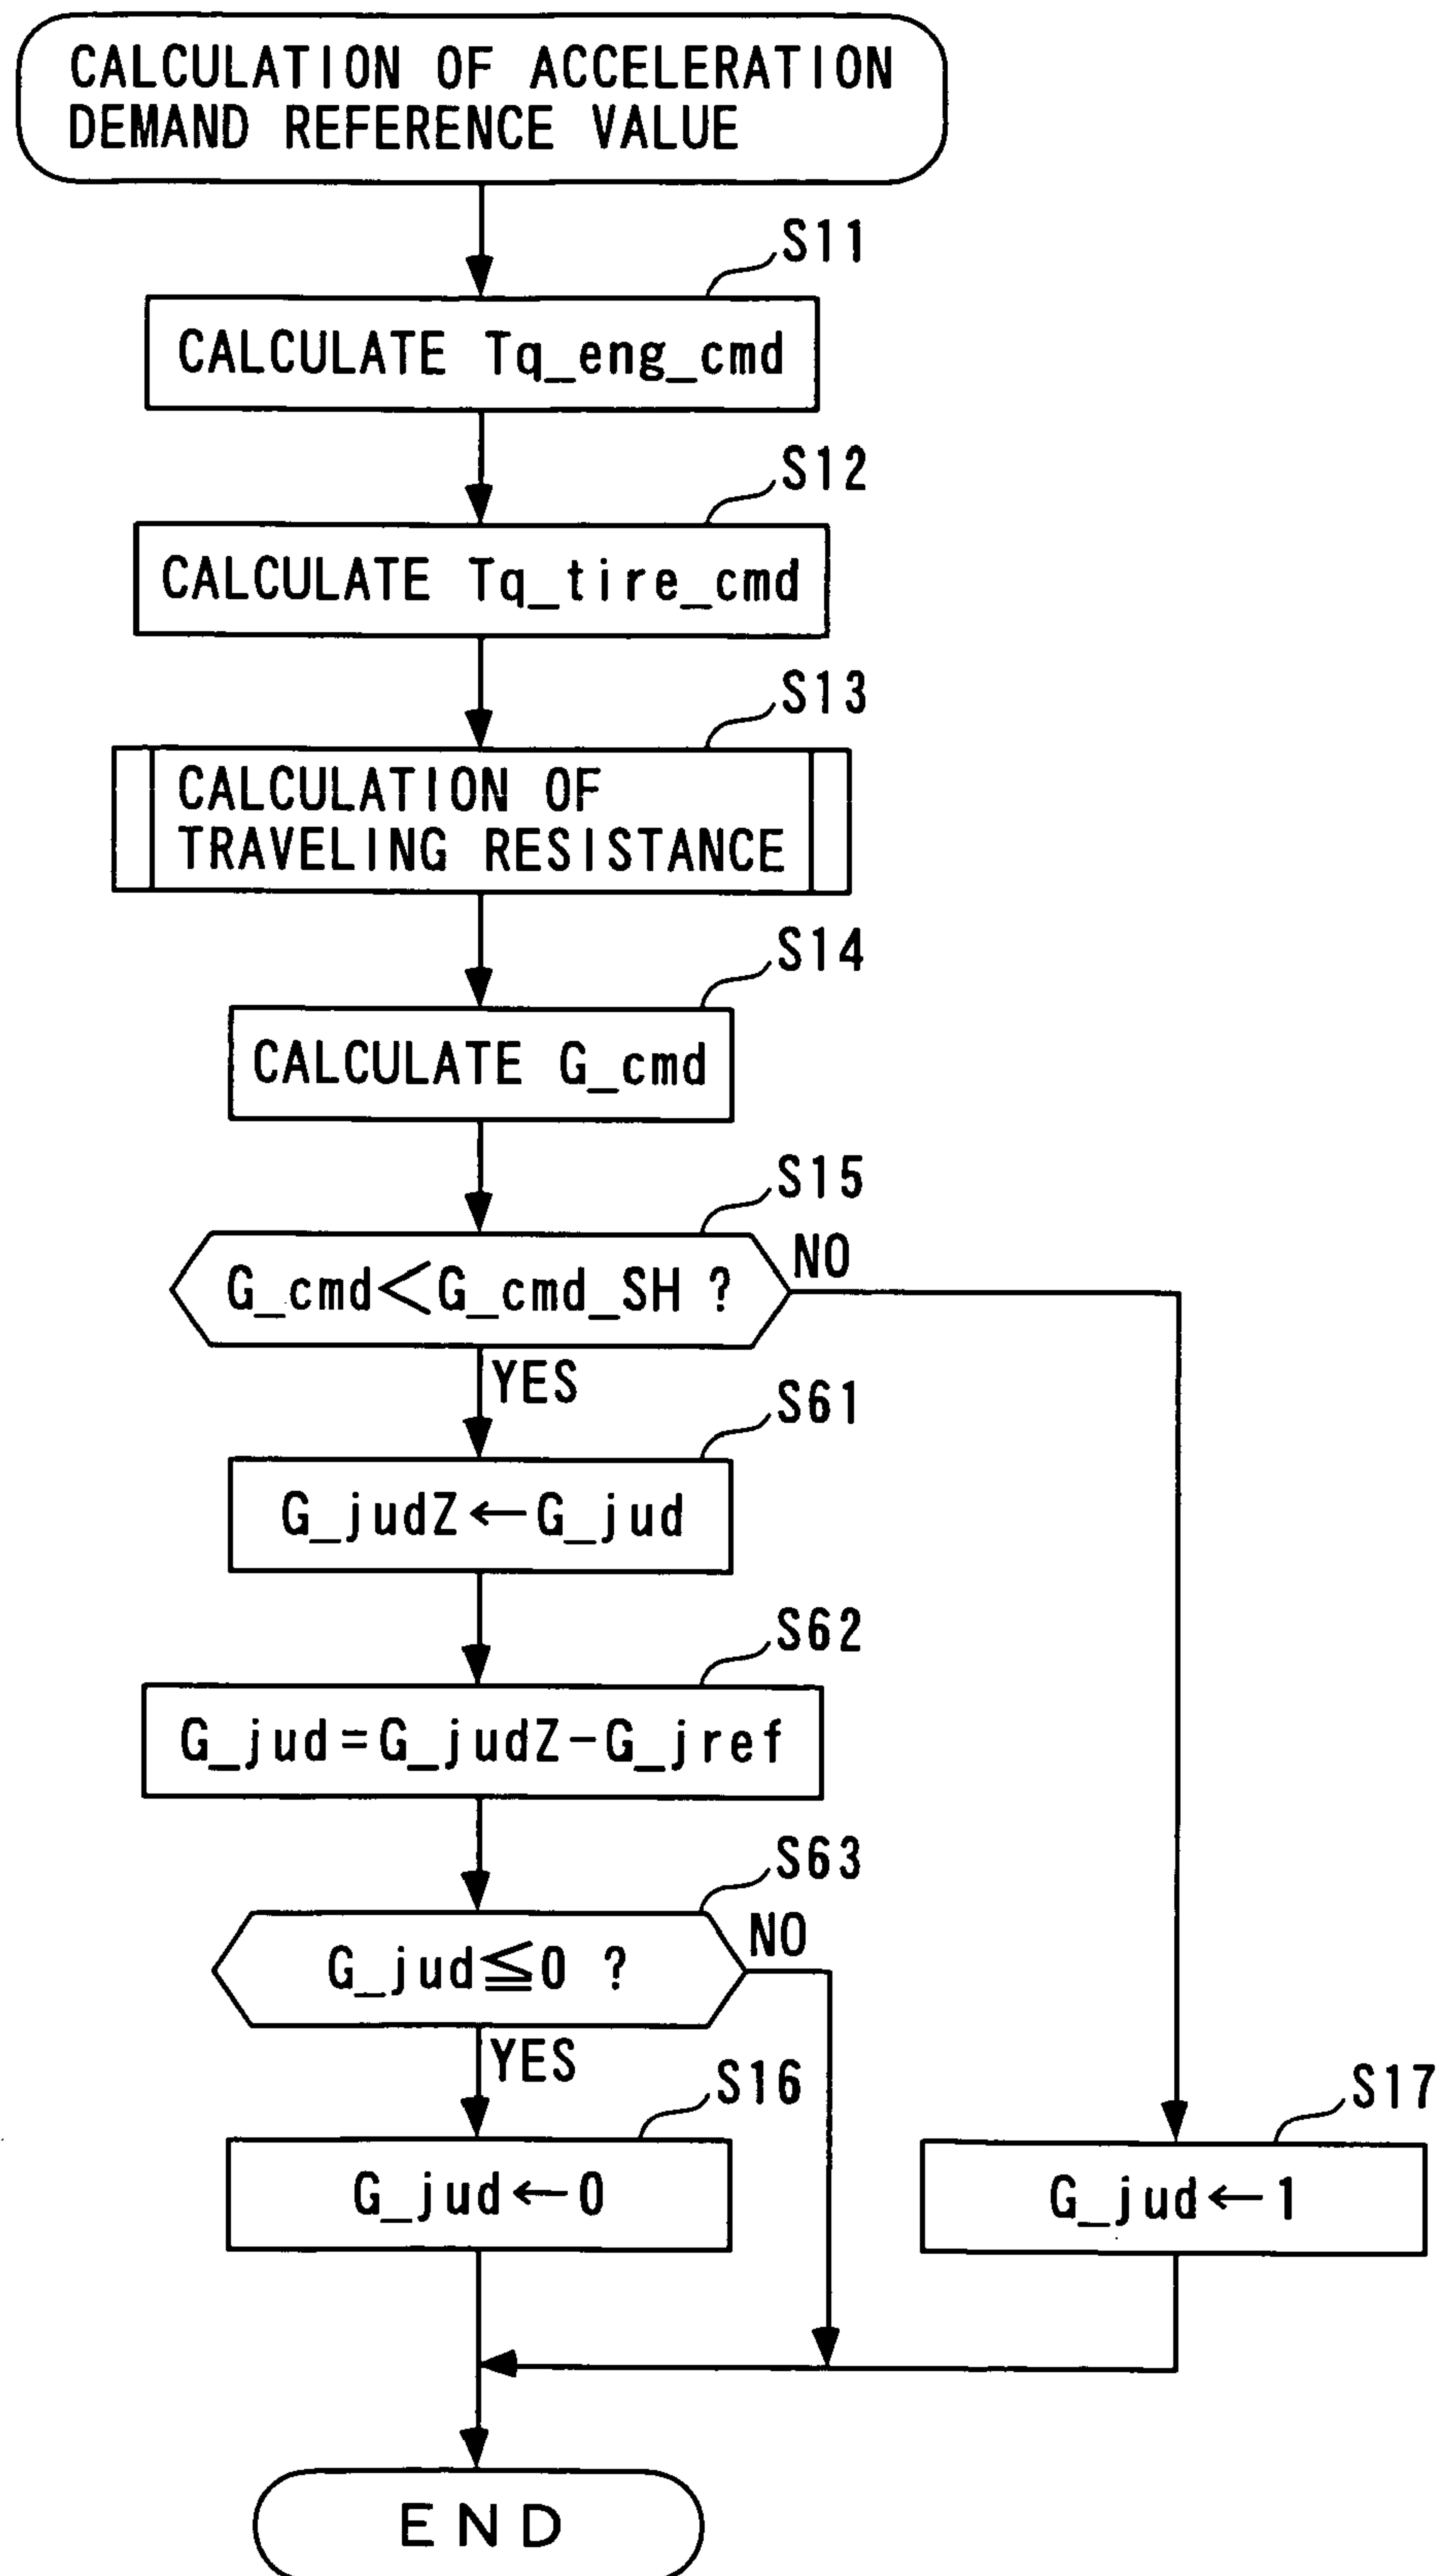 CALCULATION OF ACCELERATION
DEMAND REFERENCE VALUE
S11
CALCULATE Tq_eng_cmd
S12
CALCULATE Tq_tire_cmd
S13
CALCULATION OF
TRAVELING RESISTANCE
S14
CALCULATE G_cmd
S15
G_cmd<G_cmd_SH ?
NO
YES
S61
G_judZ←G_jud
S62
G_jud=G_judZ-G_jref
S63
G_jud≦0 ?
NO
YES
S16
G_jud←0
S17
G_jud←1
END